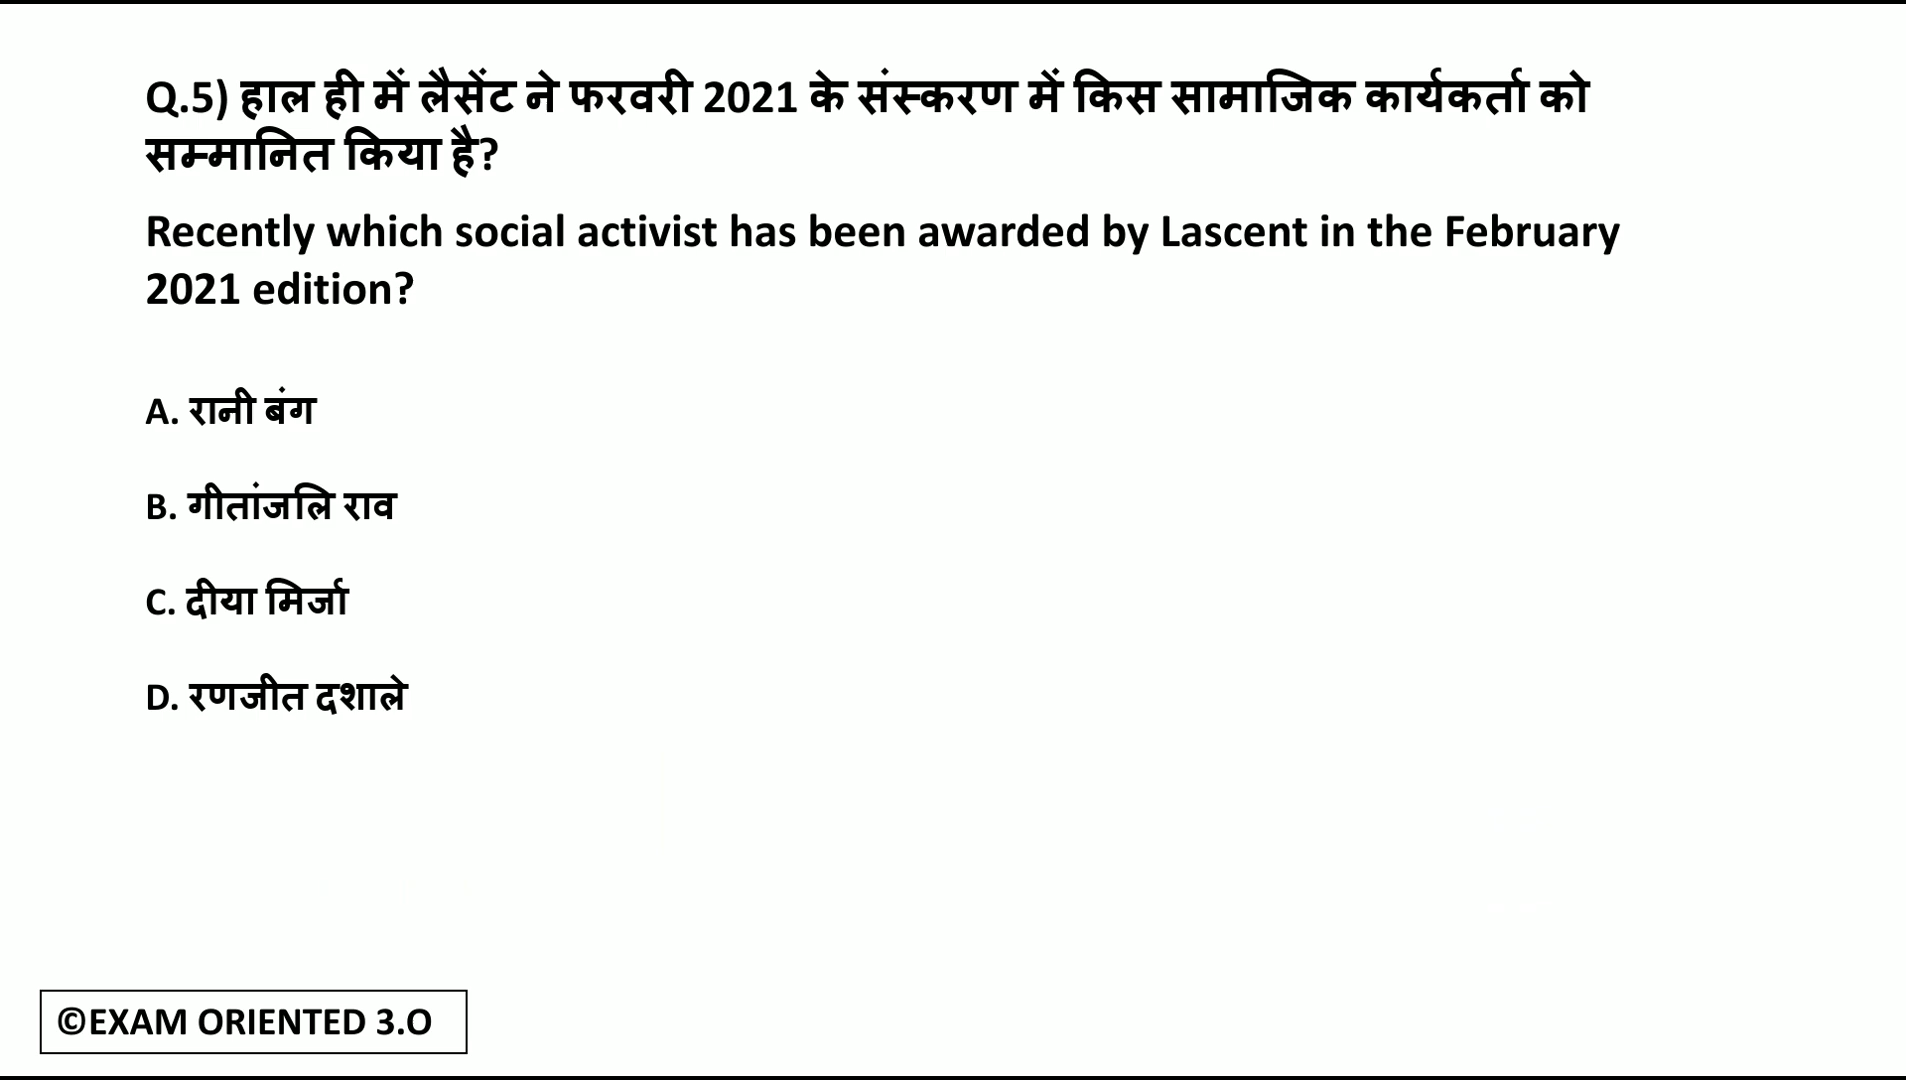 Q.5) हाल ही में लैसेंट ने फरवरी 2021 के संस्करण में किस सामाजिक कार्यकर्ता को
सम्मानित किया है?
Recently which social activist has been awarded by Lascent in the February
2021 edition?
A. रानी बंग
B. गीतांजलि राव
C. दीया मिर्जा
D. रणजीत दशाले
©EXAM ORIENTED 3.O